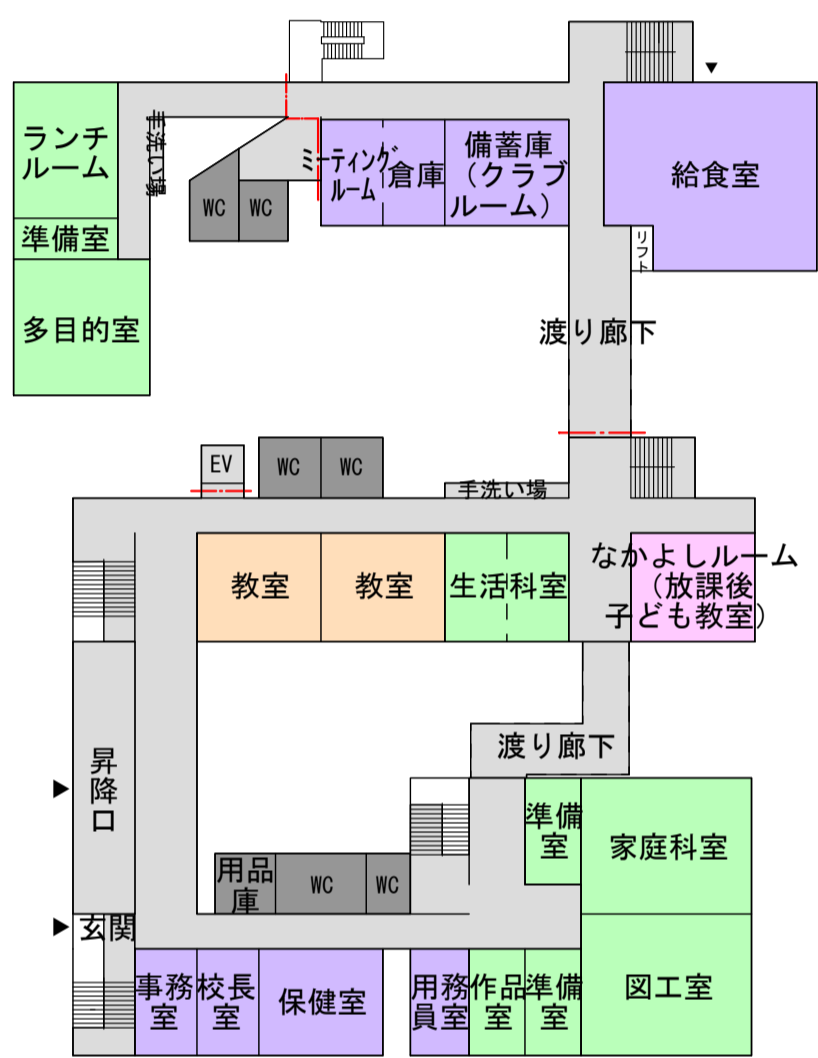 ランチ
ルーム
手洗い場
ミーティング
ルーム
倉庫
備蓄庫
（クラブ
ルーム）
給食室
WC
WC
準備室
リフト
多目的室
渡り廊下
EV
WC
WC
手洗い場
教室
教室
生活科室
なかよしルーム
（放課後
子ども教室）
昇降口
渡り廊下
準備
室
家庭科室
用品
庫
WC
WC
玄関
事務
室
校長
室
保健室
用務
員室
作品
室
準備
室
図工室